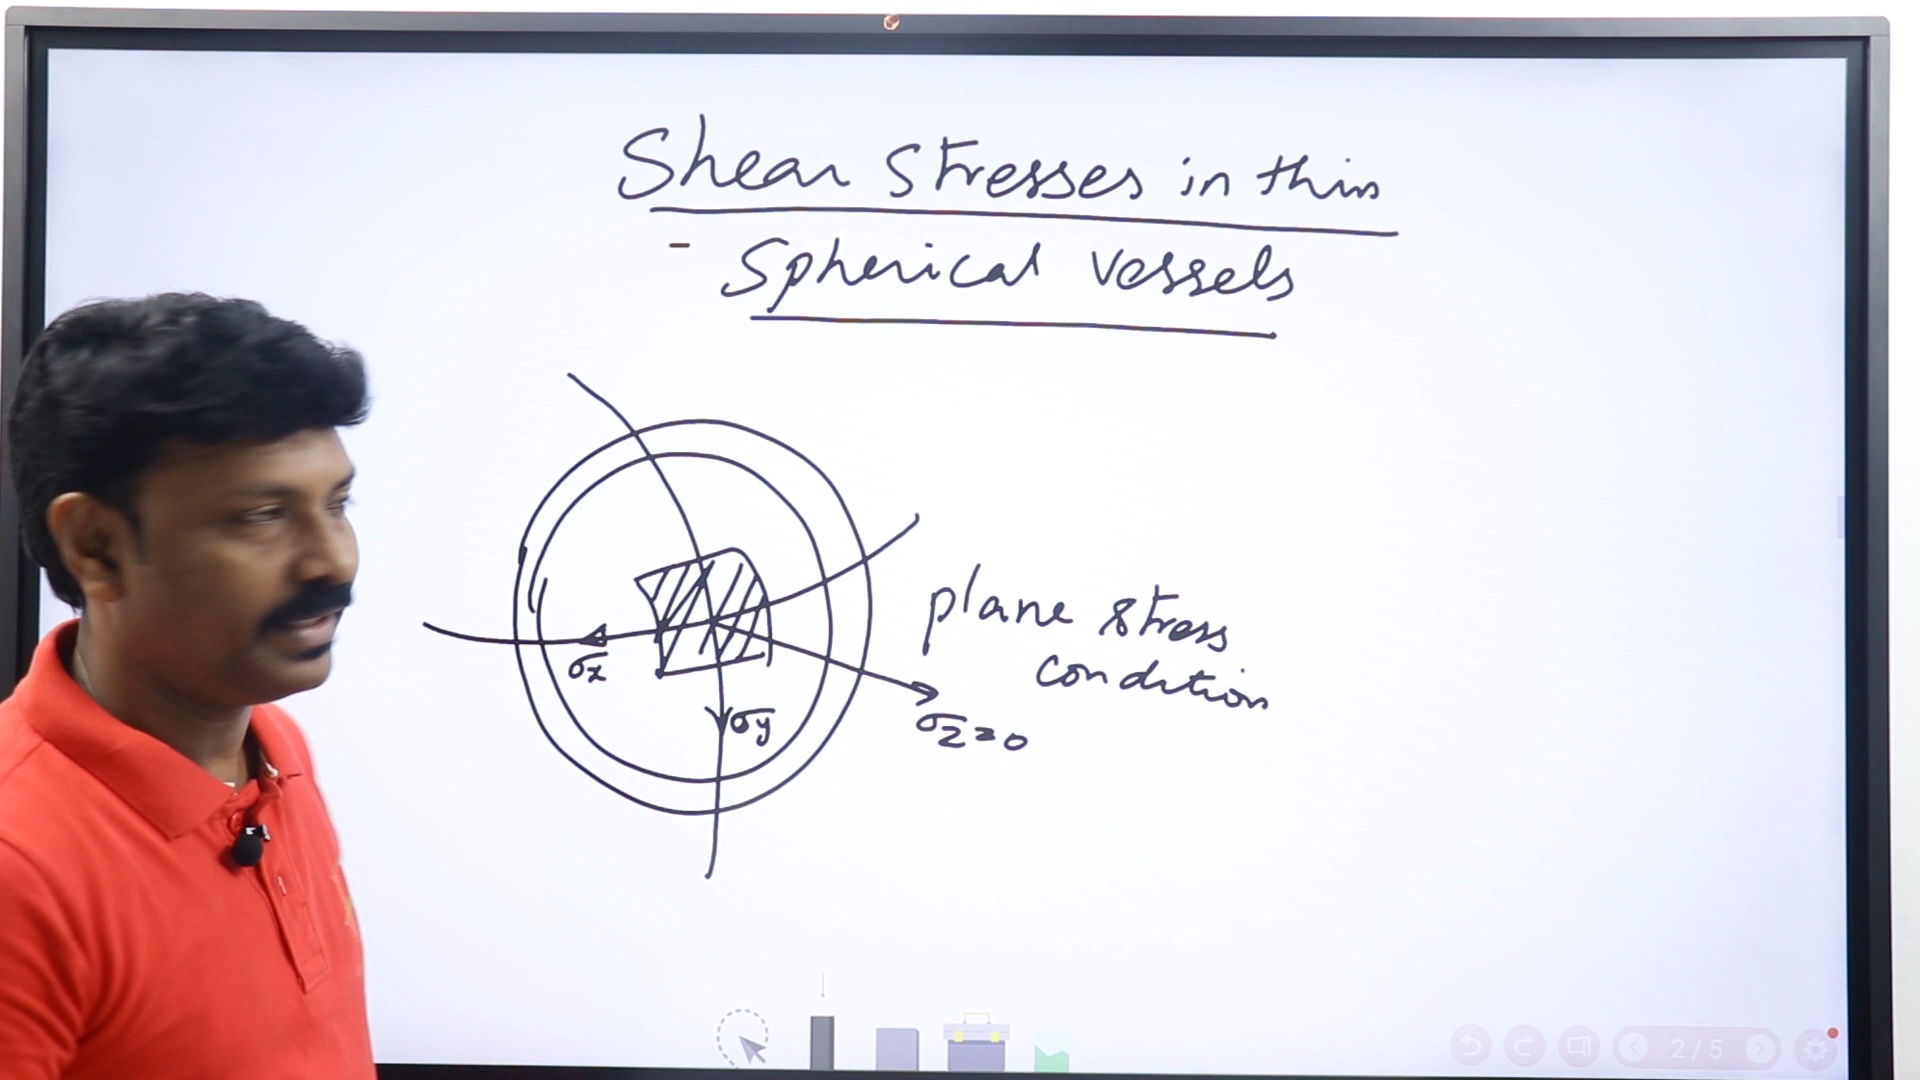 Shear Stresses in thin
Spherical Vessels
plane stress
condition
σx
σy
σz=0
2/5